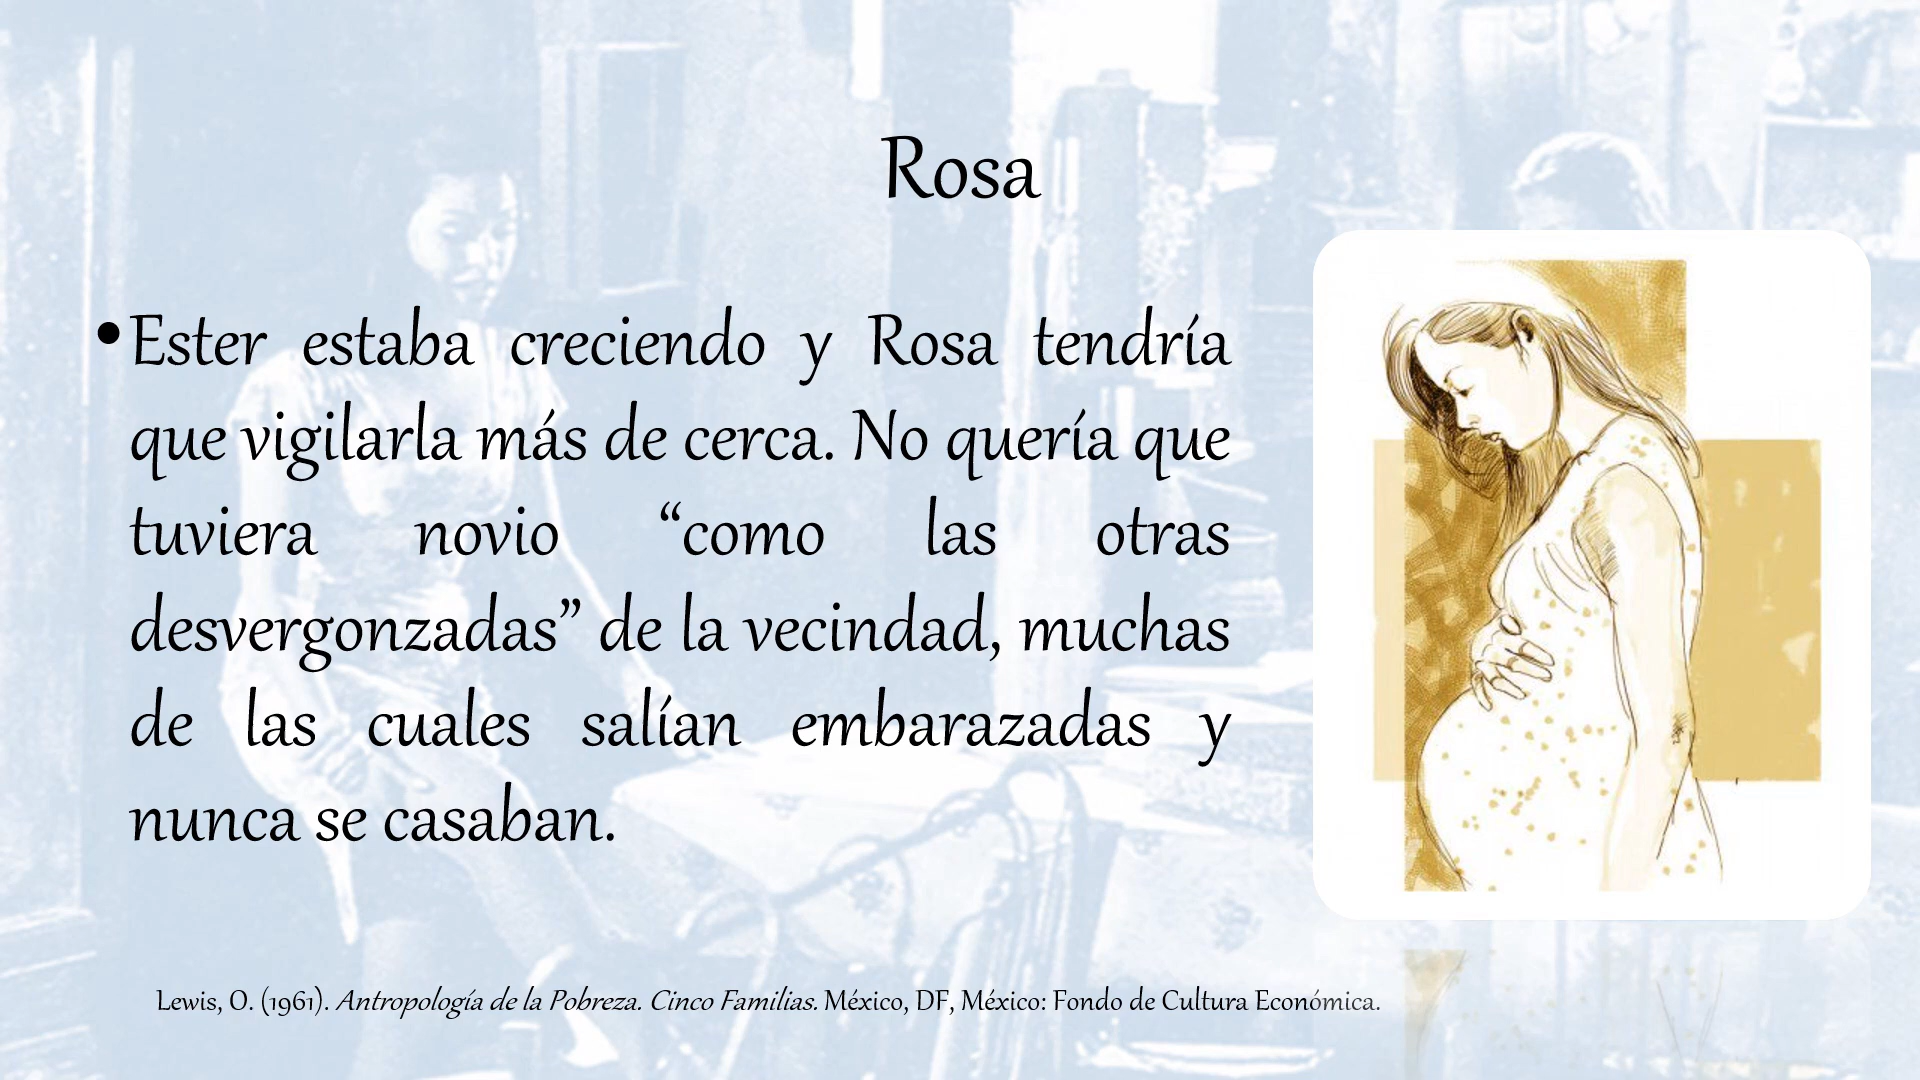 Rosa
•Ester estaba creciendo y Rosa tendría
que vigilarla más de cerca. No quería que
tuviera novio “como las otras
desvergonzadas” de la vecindad, muchas
de las cuales salían embarazadas y
nunca se casaban.
Lewis, O. (1961). Antropología de la Pobreza. Cinco Familias. México, DF, México: Fondo de Cultura Económica.